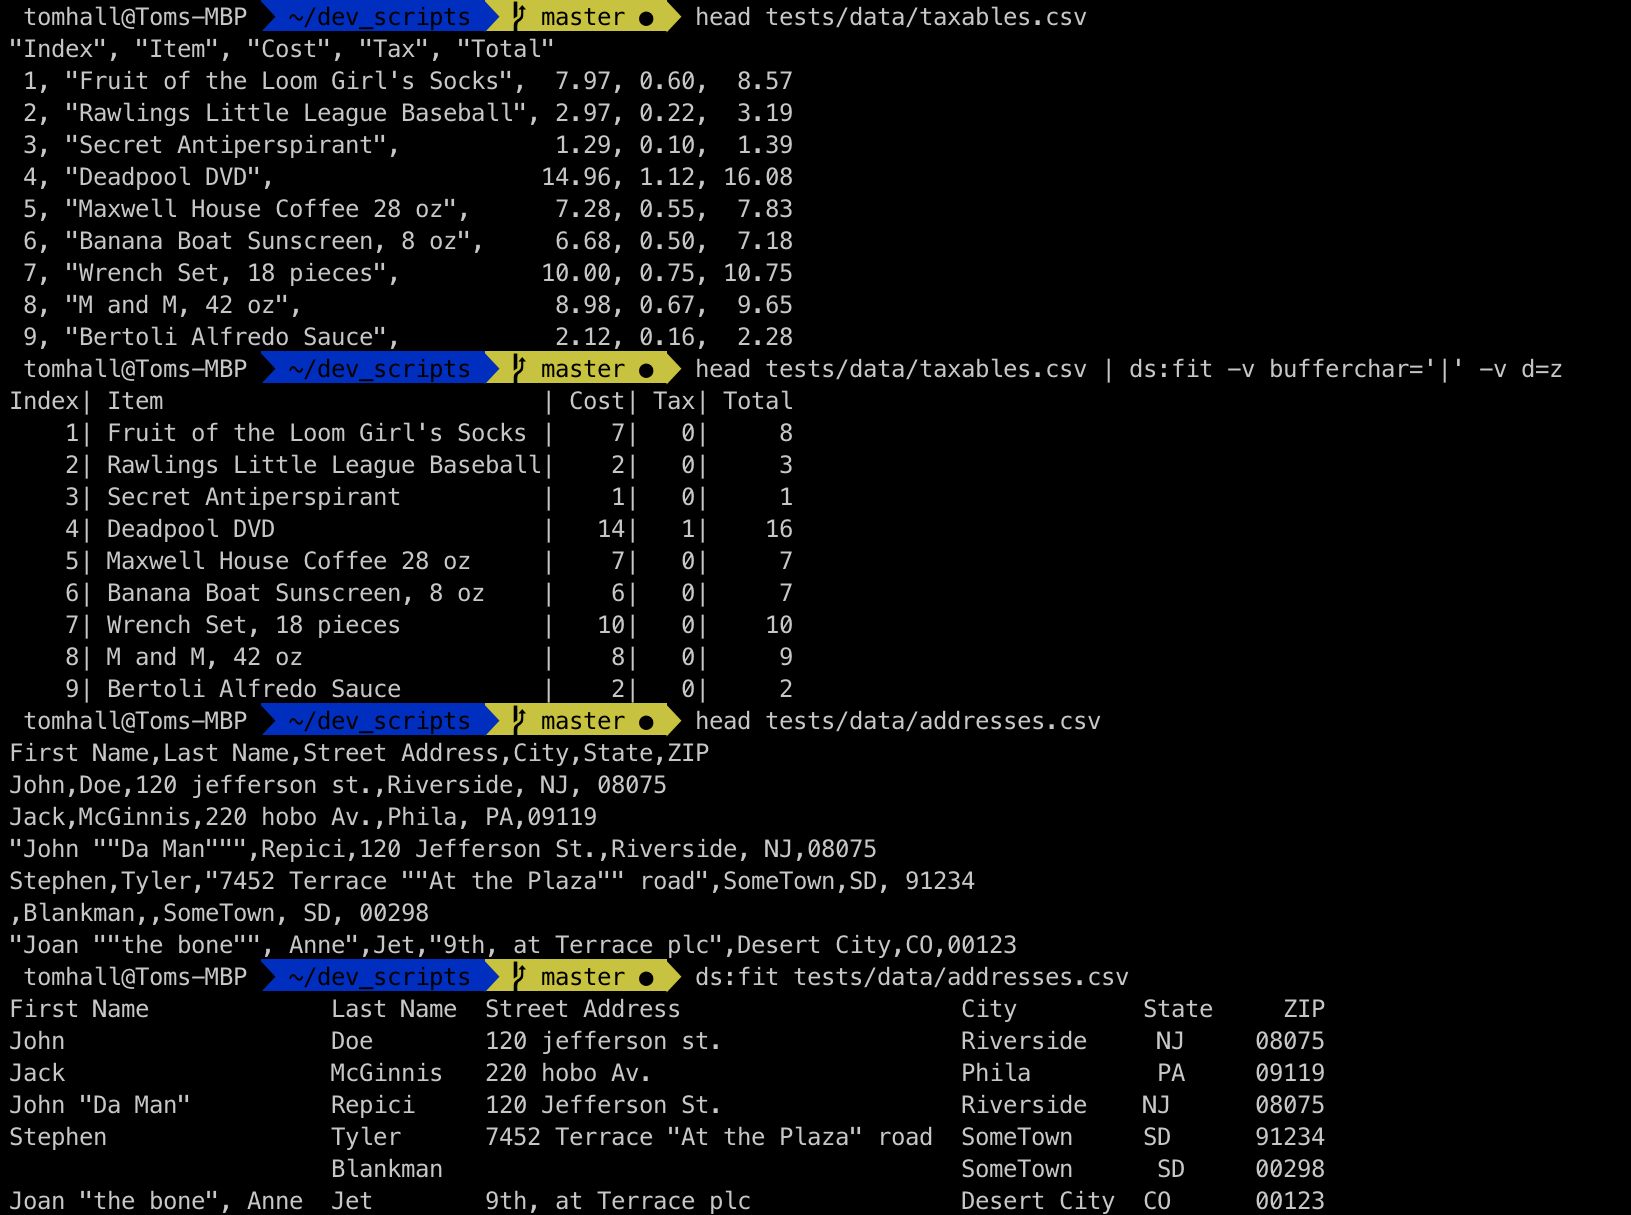 tomhall@Toms-MBP ~/dev_scripts master ● head tests/data/taxables.csv
"Index", "Item", "Cost", "Tax", "Total"
 1, "Fruit of the Loom Girl's Socks",  7.97, 0.60,  8.57
 2, "Rawlings Little League Baseball", 2.97, 0.22,  3.19
 3, "Secret Antiperspirant",           1.29, 0.10,  1.39
 4, "Deadpool DVD",                   14.96, 1.12, 16.08
 5, "Maxwell House Coffee 28 oz",      7.28, 0.55,  7.83
 6, "Banana Boat Sunscreen, 8 oz",     6.68, 0.50,  7.18
 7, "Wrench Set, 18 pieces",          10.00, 0.75, 10.75
 8, "M and M, 42 oz",                  8.98, 0.67,  9.65
 9, "Bertoli Alfredo Sauce",           2.12, 0.16,  2.28
tomhall@Toms-MBP ~/dev_scripts master ● head tests/data/taxables.csv | ds:fit -v bufferchar='|' -v d=z
Index| Item                           | Cost| Tax| Total
    1| Fruit of the Loom Girl's Socks |    7|   0|     8
    2| Rawlings Little League Baseball|    2|   0|     3
    3| Secret Antiperspirant          |    1|   0|     1
    4| Deadpool DVD                   |   14|   1|    16
    5| Maxwell House Coffee 28 oz     |    7|   0|     7
    6| Banana Boat Sunscreen, 8 oz    |    6|   0|     7
    7| Wrench Set, 18 pieces          |   10|   0|    10
    8| M and M, 42 oz                 |    8|   0|     9
    9| Bertoli Alfredo Sauce          |    2|   0|     2
tomhall@Toms-MBP ~/dev_scripts master ● head tests/data/addresses.csv
First Name,Last Name,Street Address,City,State,ZIP
John,Doe,120 jefferson st.,Riverside, NJ, 08075
Jack,McGinnis,220 hobo Av.,Phila, PA,09119
"John ""Da Man""",Repici,120 Jefferson St.,Riverside, NJ,08075
Stephen,Tyler,"7452 Terrace ""At the Plaza"" road",SomeTown,SD, 91234
,Blankman,,SomeTown, SD, 00298
"Joan ""the bone"", Anne",Jet,"9th, at Terrace plc",Desert City,CO,00123
tomhall@Toms-MBP ~/dev_scripts master ● ds:fit tests/data/addresses.csv
First Name             Last Name  Street Address                    City         State     ZIP
John                   Doe        120 jefferson st.                 Riverside     NJ     08075
Jack                   McGinnis   220 hobo Av.                      Phila         PA     09119
John "Da Man"          Repici     120 Jefferson St.                 Riverside    NJ      08075
Stephen                Tyler      7452 Terrace "At the Plaza" road  SomeTown     SD      91234
                       Blankman                                     SomeTown      SD     00298
Joan "the bone", Anne  Jet        9th, at Terrace plc               Desert City  CO      00123